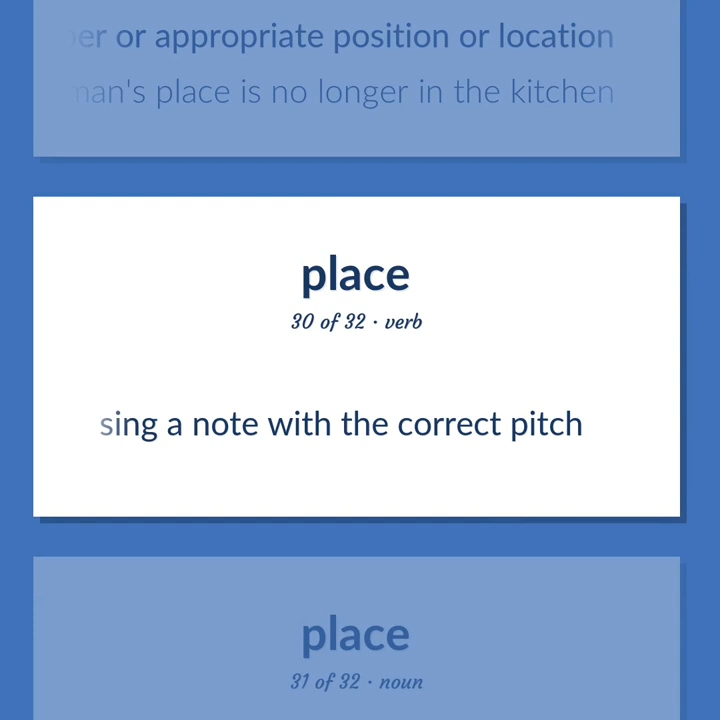 or appropriate position or location
place is no longer in the kitchen
place
30 of 32 · verb
sing a note with the correct pitch
place
31 of 32 · noun